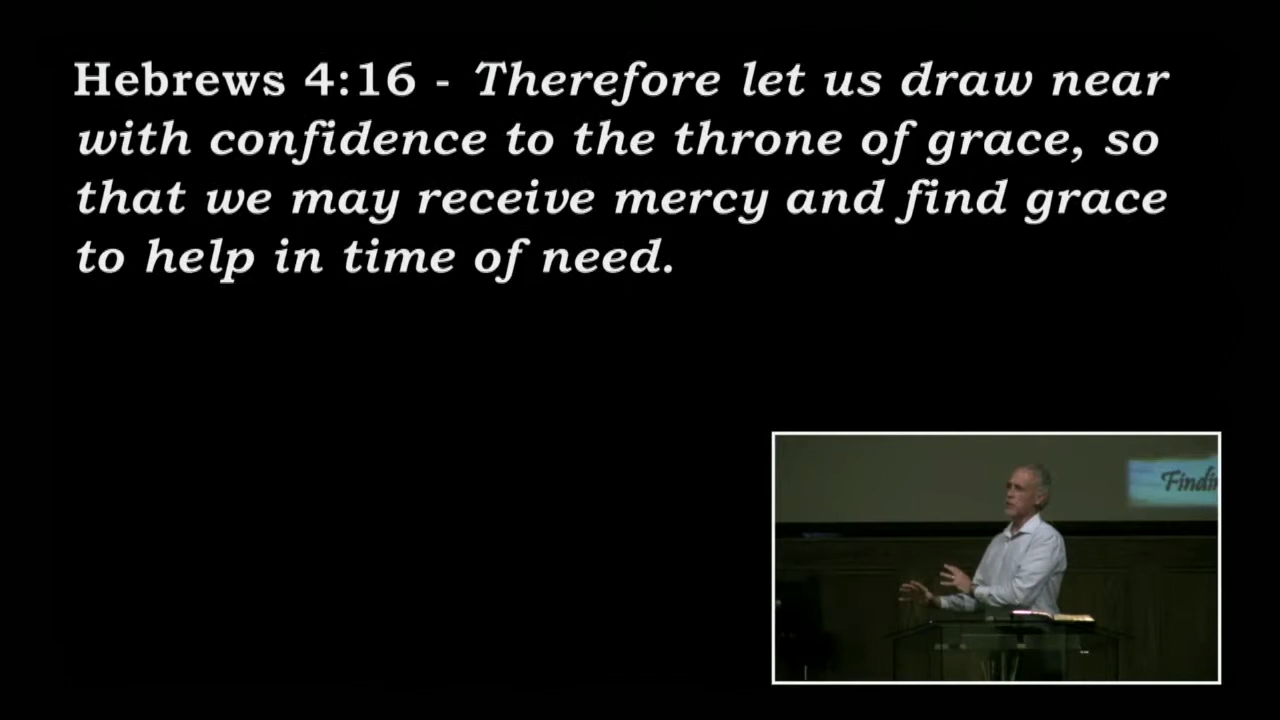 Hebrews 4:16 - Therefore let us draw near
with confidence to the throne of grace, so
that we may receive mercy and find grace
to help in time of need.